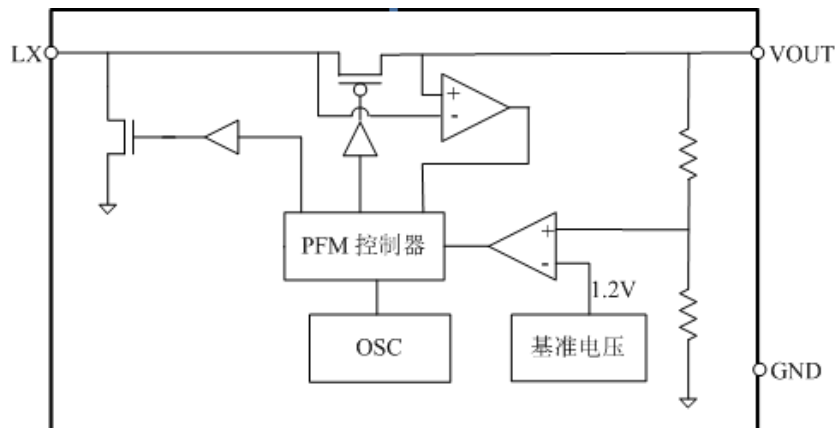 LX
VOUT
+
-
PFM 控制器
+
-
1.2V
OSC
基准电压
GND